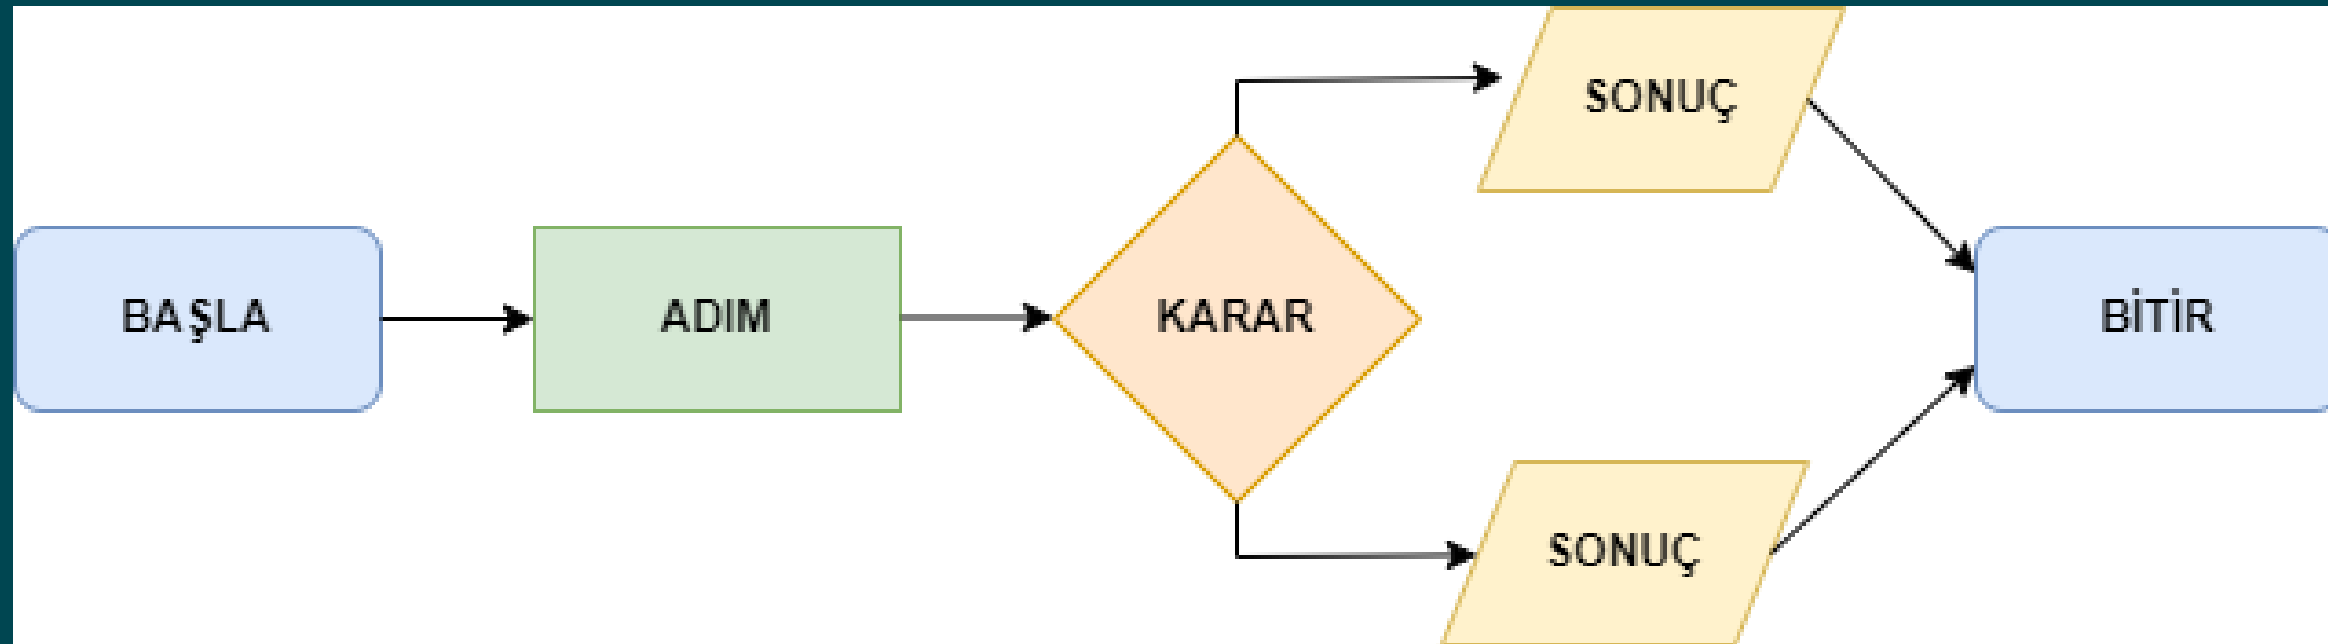 BAŞLA
ADIM
KARAR
SONUÇ
SONUÇ
BİTİR